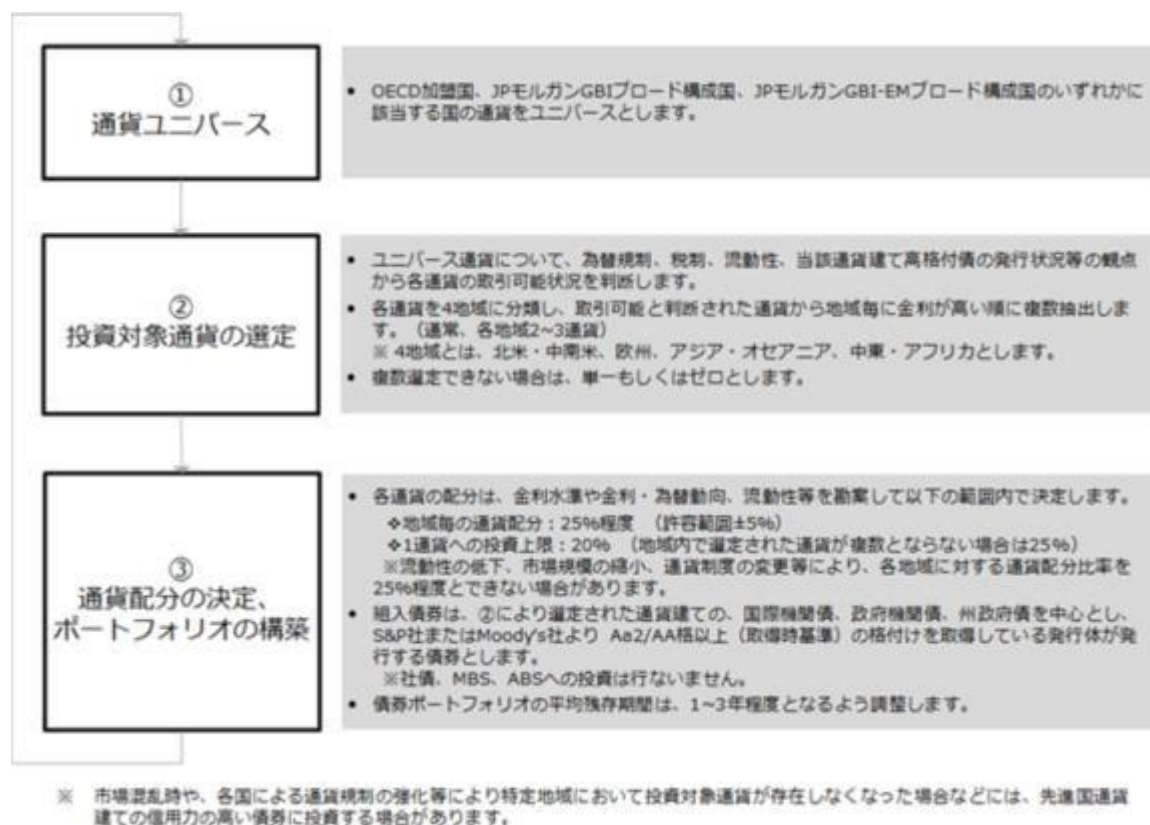 ①
通貨ユニバース
• OECD加盟国、JPモルガンGBIブロード構成国、JPモルガンGBI-EMブロード構成国のいずれかに
該当する国の通貨をユニバースとします。
②
投資対象通貨の選定
• ユニバース通貨について、為替規制、税制、流動性、当該通貨建て高格付債の発行状況等の観点
から各通貨の取引可能状況を判断します。
• 各通貨を4地域に分類し、取引可能と判断された通貨から地域毎に金利が高い順に複数抽出しま
す。（通常、各地域2~3通貨）
※ 4地域とは、北米・中南米、欧州、アジア・オセアニア、中東・アフリカとします。
• 複数選定できない場合は、単一もしくはゼロとします。
③
通貨配分の決定、
ポートフォリオの構築
• 各通貨の配分は、金利水準や金利・為替動向、流動性等を勘案して以下の範囲内で決定します。
❖地域毎の通貨配分：25%程度 （許容範囲±5%）
❖1通貨への投資上限：20% （地域内で選定された通貨が複数とならない場合は25%）
※流動性の低下、市場規模の縮小、通貨制度の変更等により、各地域に対する通貨配分比率を
25%程度とできない場合があります。
• 組入債券は、②により選定された通貨建ての、国際機関債、政府機関債、州政府債を中心とし、
S&P社またはMoody's社より Aa2/AA格以上（取得時基準）の格付けを取得している発行体が発
行する債券とします。
※社債、MBS、ABSへの投資は行ないません。
• 債券ポートフォリオの平均残存期間は、1~3年程度となるよう調整します。
※ 市場混乱時や、各国による通貨規制の強化等により特定地域において投資対象通貨が存在しなくなった場合などには、先進国通貨
建ての信用力の高い債券に投資する場合があります。